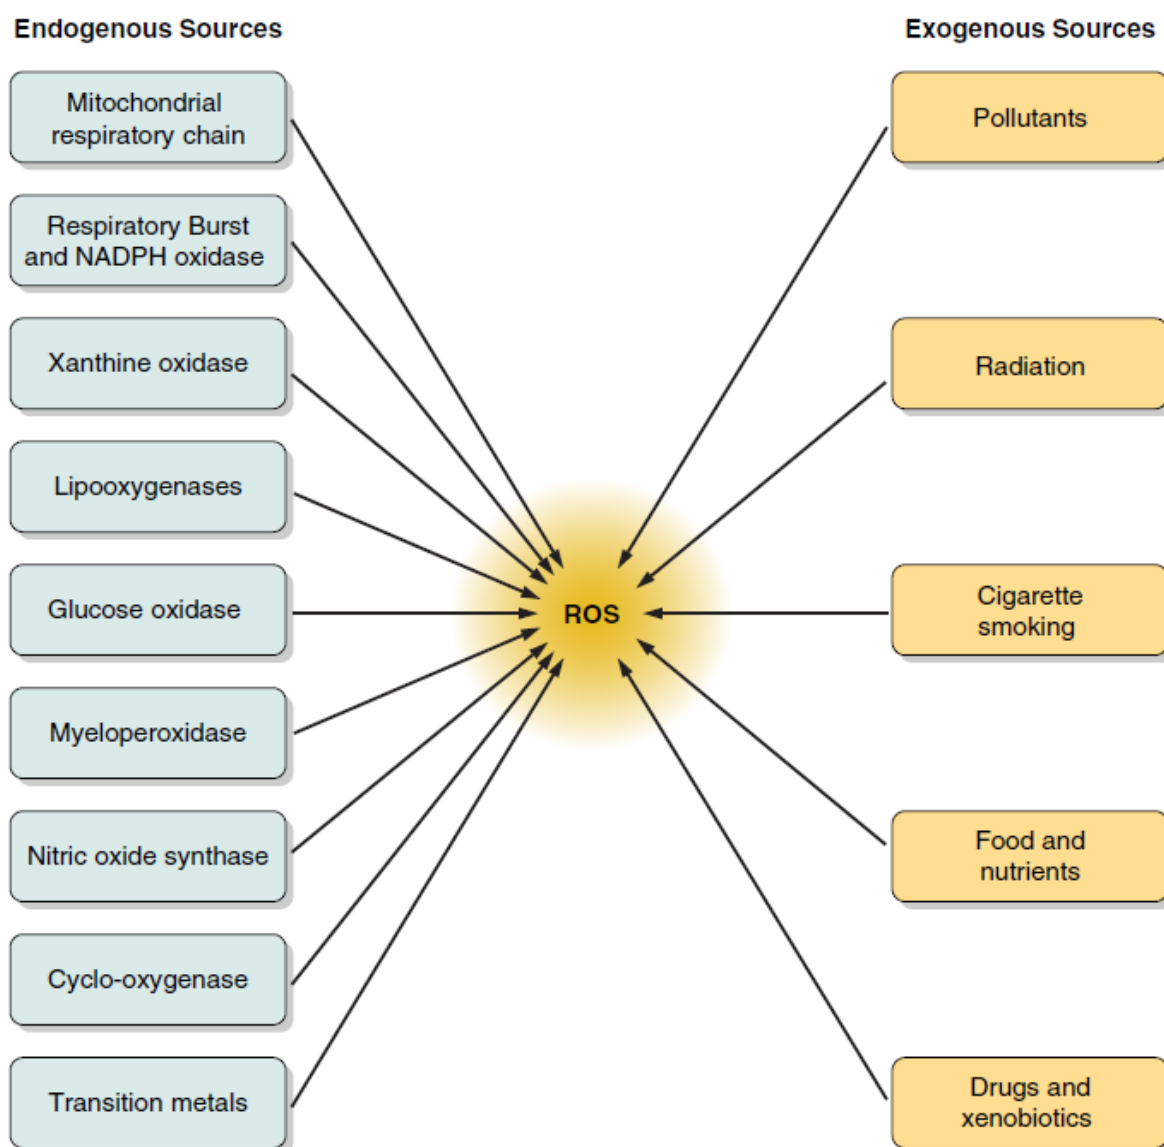 Endogenous Sources
Mitochondrial
respiratory chain
Respiratory Burst
and NADPH oxidase
Xanthine oxidase
Lipooxygenases
Glucose oxidase
Myeloperoxidase
Nitric oxide synthase
Cyclo-oxygenase
Transition metals
ROS
Exogenous Sources
Pollutants
Radiation
Cigarette
smoking
Food and
nutrients
Drugs and
xenobiotics